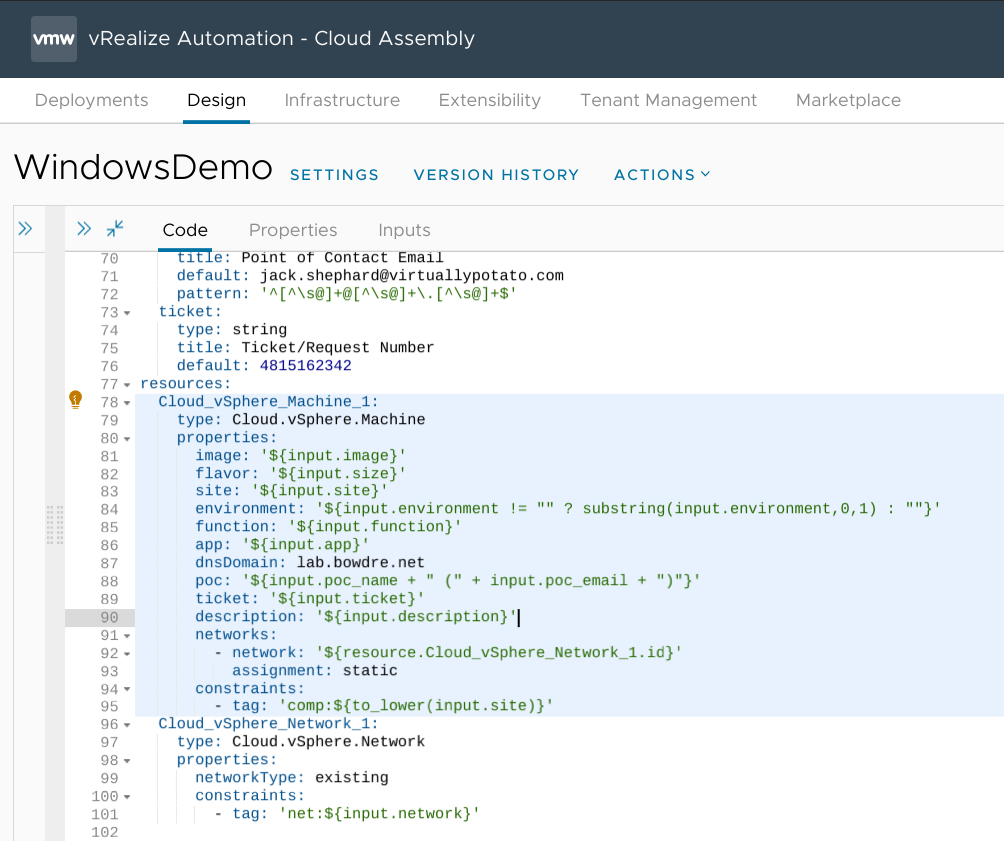 vmw vRealize Automation - Cloud Assembly
Deployments Design Infrastructure Extensibility Tenant Management Marketplace
WindowsDemo SETTINGS VERSION HISTORY ACTIONS
Code Properties Inputs
70 title: Point of Contact Email
71 default: jack.shephard@virtuallypotato.com
72 pattern: '^[^\s@]+@[^\s@]+\.[^\s@]+$'
73 ticket:
74 type: string
75 title: Ticket/Request Number
76 default: 4815162342
77 resources:
78 Cloud_vSphere_Machine_1:
79 type: Cloud.vSphere.Machine
80 properties:
81 image: '${input.image}'
82 flavor: '${input.size}'
83 site: '${input.site}'
84 environment: '${input.environment != "" ? substring(input.environment,0,1) : ""}'
85 function: '${input.function}'
86 app: '${input.app}'
87 dnsDomain: lab.bowdre.net
88 poc: '${input.poc_name + " (" + input.poc_email + ")"}'
89 ticket: '${input.ticket}'
90 description: '${input.description}'
91 networks:
92 - network: '${resource.Cloud_vSphere_Network_1.id}'
93 assignment: static
94 constraints:
95 - tag: 'comp:${to_lower(input.site)}'
96 Cloud_vSphere_Network_1:
97 type: Cloud.vSphere.Network
98 properties:
99 networkType: existing
100 constraints:
101 - tag: 'net:${input.network}'
102